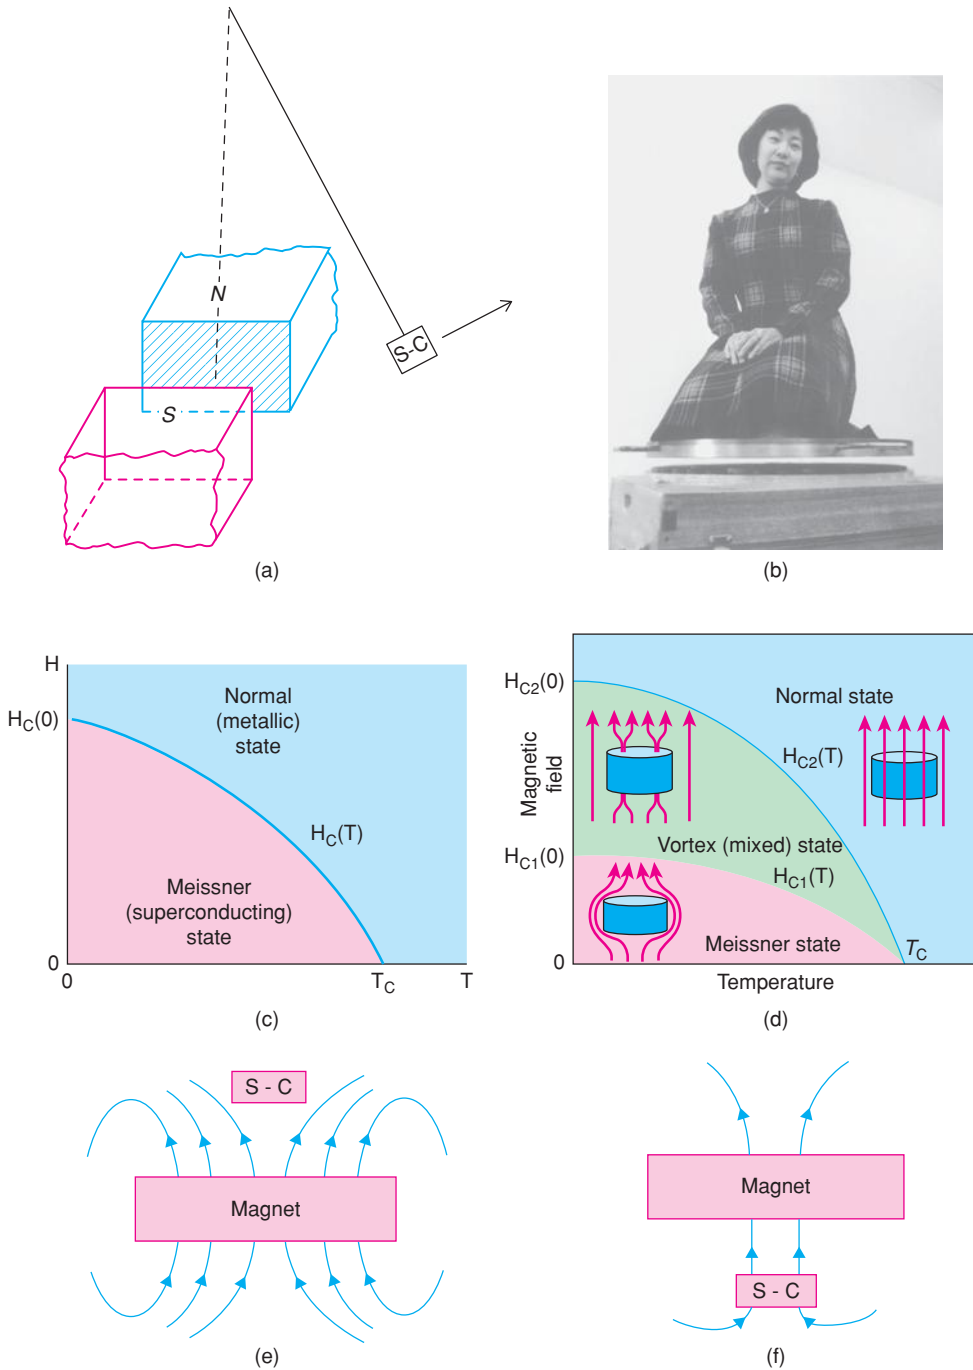 N
S
S-C
(a)
(b)
H
H_C(0)
Normal
(metallic)
state
H_C(T)
Meissner
(superconducting)
state
0
0
T_C
T
(c)
Magnetic
field
H_C2(0)
Normal state
H_C2(T)
Vortex (mixed) state
H_C1(0)
H_C1(T)
Meissner state
T_C
0
Temperature
(d)
S - C
Magnet
(e)
Magnet
S - C
(f)